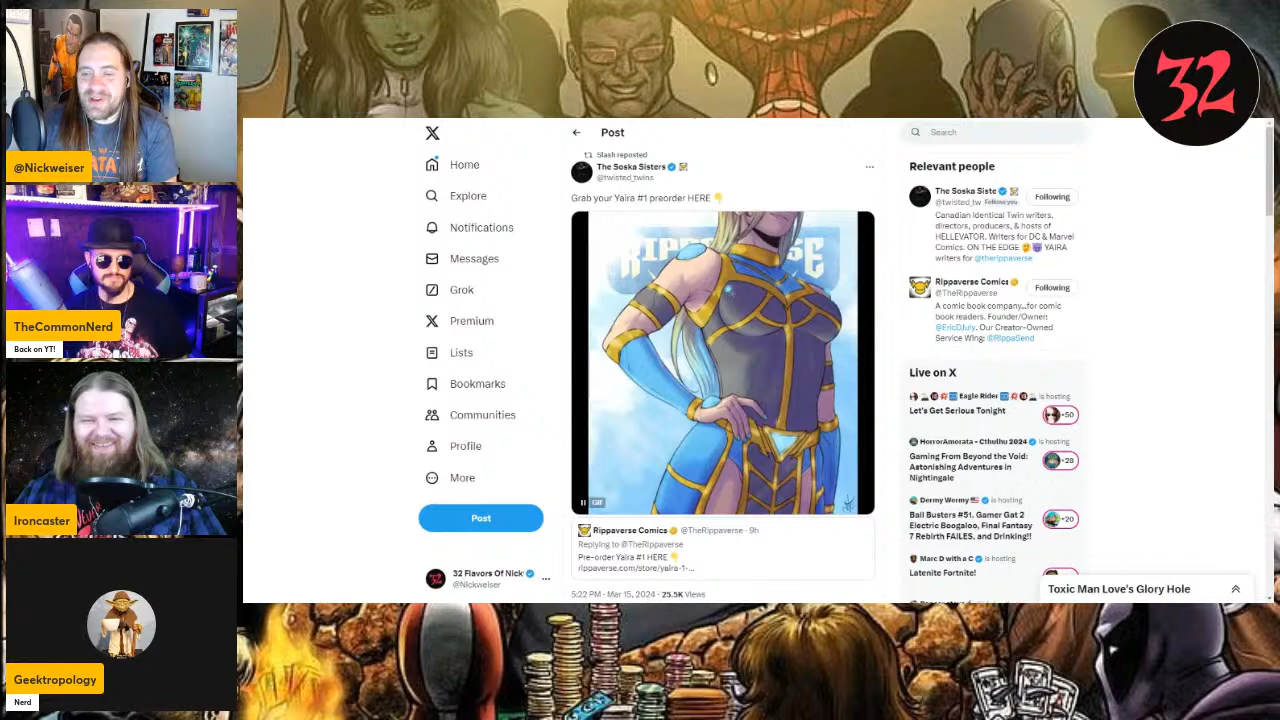 @Nickweiser
TheCommonNerd
Back on YT!
Ironcaster
Geektropology
Nerd
32
Home
Explore
Notifications
Messages
Grok
Premium
Lists
Bookmarks
Communities
Profile
More
Post
32 Flavors Of Nick
@Nickweiser
Post
Slash reposted
The Soska Sisters
@twisted_twins
Grab your Yaira #1 preorder HERE
RIPP RSE
GIF
Rippaverse Comics @TheRippaverse · 9h
Replying to @TheRippaverse
Pre-order Yaira #1 HERE
rippaverse.com/store/yaira-1-...
5:22 PM · Mar 15, 2024 · 25.5K Views
Search
Relevant people
The Soska Siste
@twisted_tw Follows you
Following
Canadian Identical Twin writers,
directors, producers, & hosts of
HELLEVATOR. Writers for DC & Marvel
Comics. ON THE EDGE YAIRA
writers for @therippaverse
Rippaverse Comics
@TheRippaverse
Following
A comic book company...for comic
book readers. Founder/Owner:
@EricDJuly. Our Creator-Owned
Service Wing: @RippaSend
Live on X
Eagle Rider is hosting
Let's Get Serious Tonight
+50
HorrorAmorata - Cthulhu 2024 is hosting
Gaming From Beyond the Void:
Astonishing Adventures in
Nightingale
+28
Dermy Wermy is hosting
Ball Busters #51. Gamer Gat 2
Electric Boogaloo, Final Fantasy
7 Rebirth FAILES, and Drinking!!
+20
Marc D with a C is hosting
Latenite Fortnite!
Toxic Man Love's Glory Hole